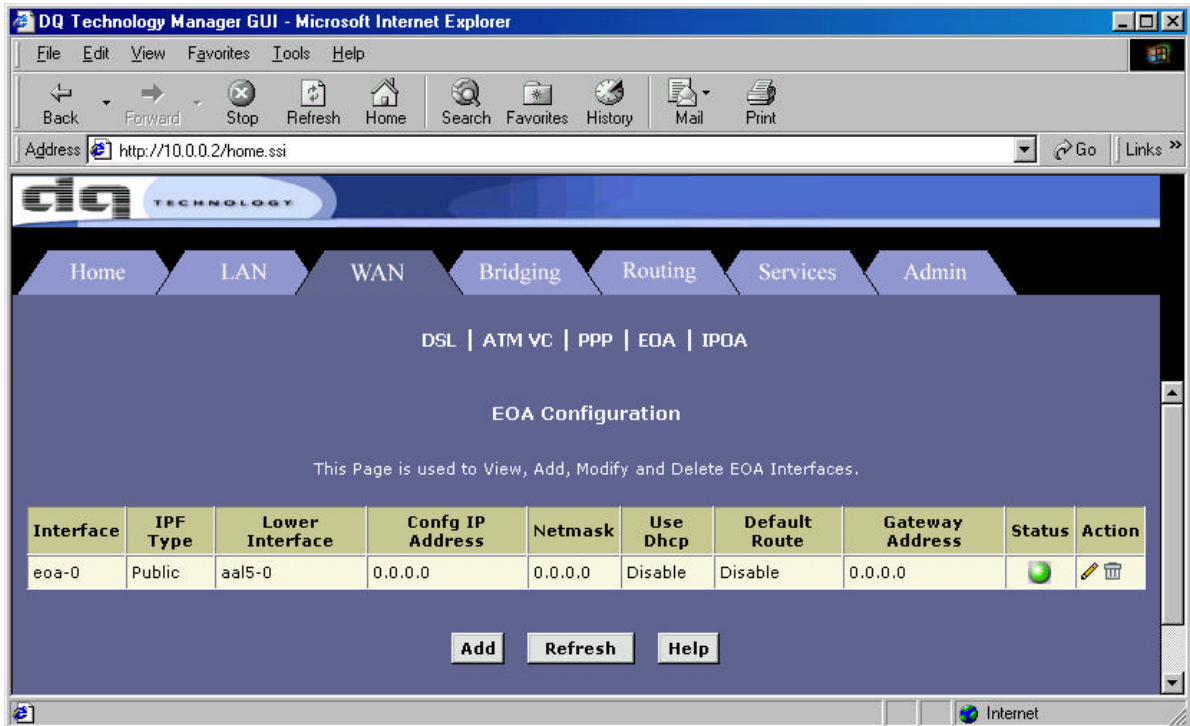 DQ Technology Manager GUI - Microsoft Internet Explorer
File Edit View Favorites Tools Help
Back Forward Stop Refresh Home Search Favorites History Mail Print
Address http://10.0.0.2/home.ssi Go Links »
dq TECHNOLOGY
Home LAN WAN Bridging Routing Services Admin
DSL | ATM VC | PPP | EOA | IPOA
EOA Configuration
This Page is used to View, Add, Modify and Delete EOA Interfaces.
Interface IPF Type Lower Interface Confg IP Address Netmask Use Dhcp Default Route Gateway Address Status Action
eoa-0 Public aal5-0 0.0.0.0 0.0.0.0 Disable Disable 0.0.0.0
Add Refresh Help
Internet